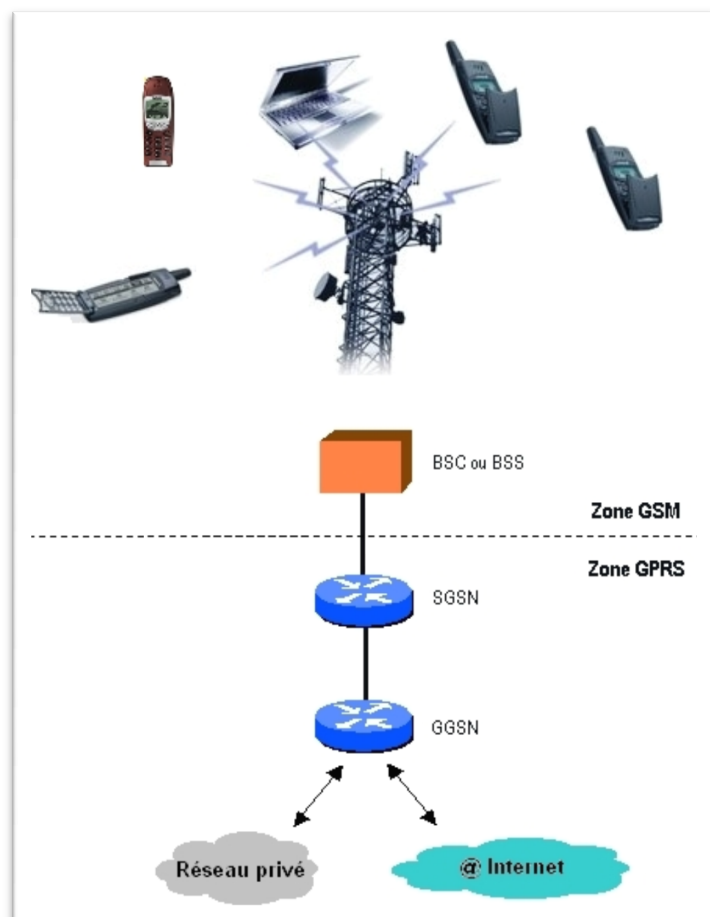 BSC ou BSS
Zone GSM
Zone GPRS
SGSN
GGSN
Réseau privé
@ Internet